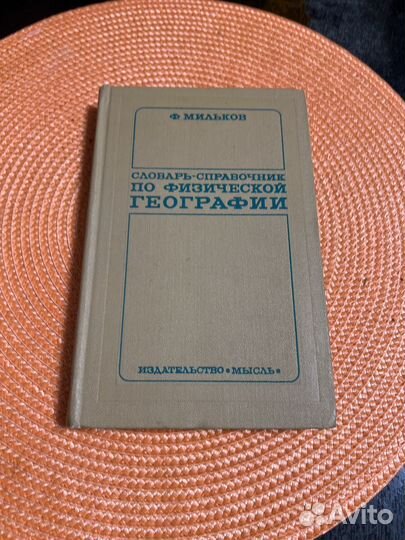 Ф. МИЛЬКОВ
СЛОВАРЬ-СПРАВОЧНИК
ПО ФИЗИЧЕСКОЙ
ГЕОГРАФИИ
ИЗДАТЕЛЬСТВО «МЫСЛЬ»
Avito